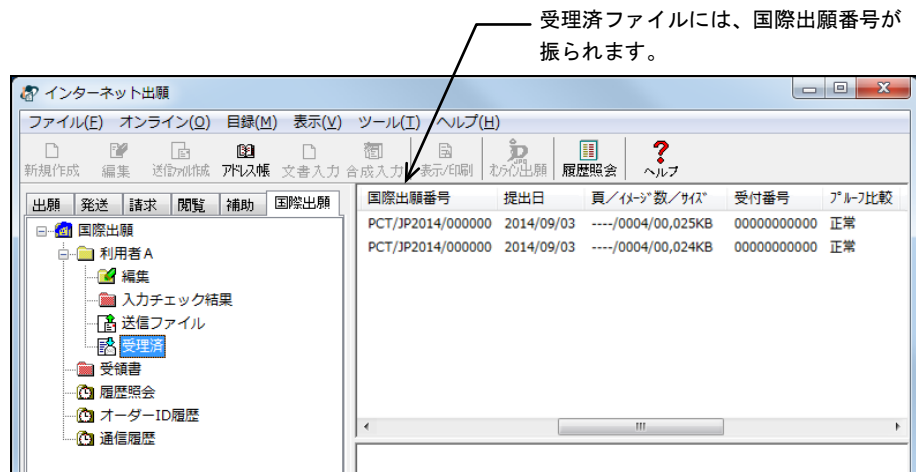 受理済ファイルには、国際出願番号が
振られます。
インターネット出願
ファイル(F) オンライン(O) 目録(M) 表示(V) ツール(T) ヘルプ(H)
新規作成 編集 送信ﾌｧｲﾙ作成 ｱﾄﾞﾚｽ帳 文書入力 合成入力 表示/印刷 ｵﾝﾗｲﾝ出願 履歴照会 ヘルプ
出願 発送 請求 閲覧 補助 国際出願
国際出願番号 提出日 頁／ｲﾒｰｼﾞ数／ｻｲｽﾞ 受付番号 ﾌﾟﾙｰﾌ比較
PCT/JP2014/000000 2014/09/03 ----/0004/00,025KB 00000000000 正常
PCT/JP2014/000000 2014/09/03 ----/0004/00,024KB 00000000000 正常
国際出願
利用者A
編集
入力チェック結果
送信ファイル
受理済
受領書
履歴照会
オーダーID履歴
通信履歴